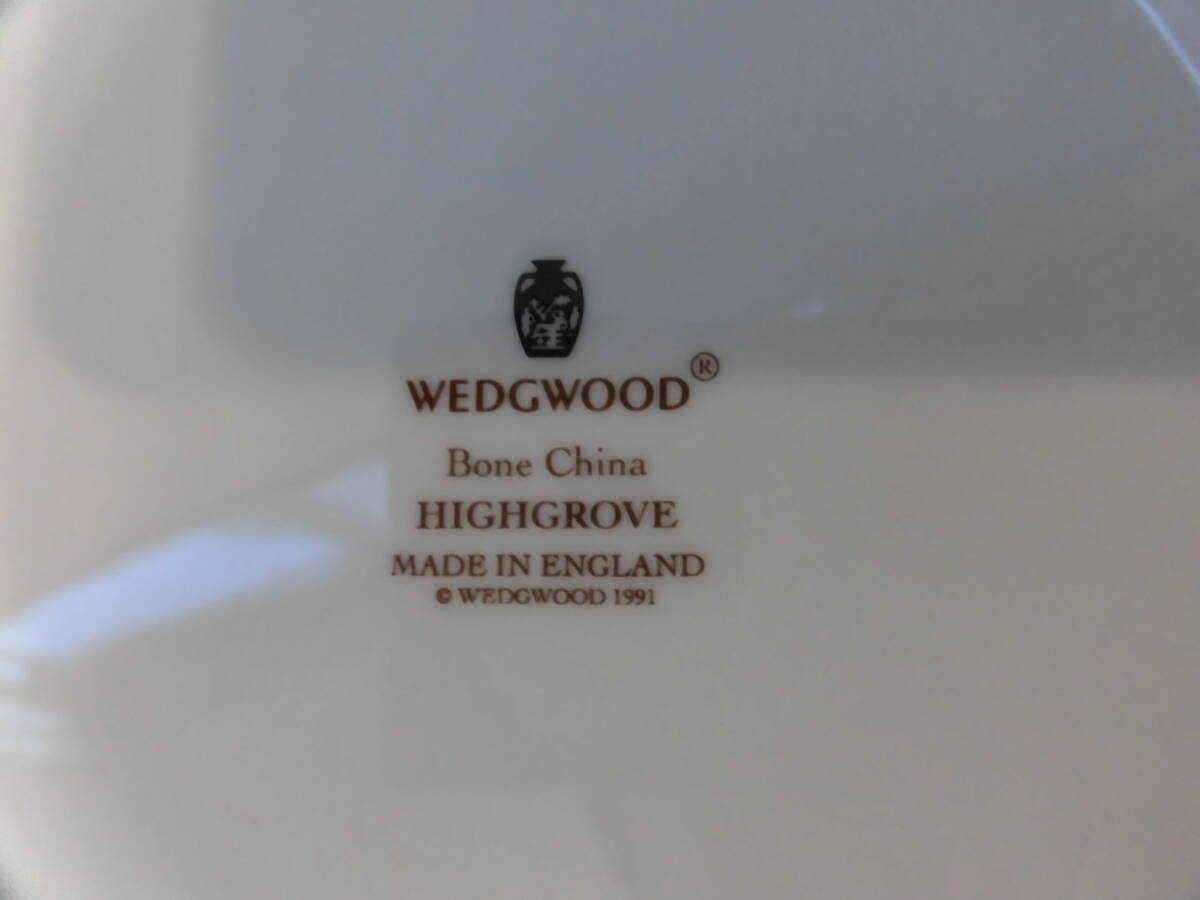 WEDGWOOD®
Bone China
HIGHGROVE
MADE IN ENGLAND
© WEDGWOOD 1991